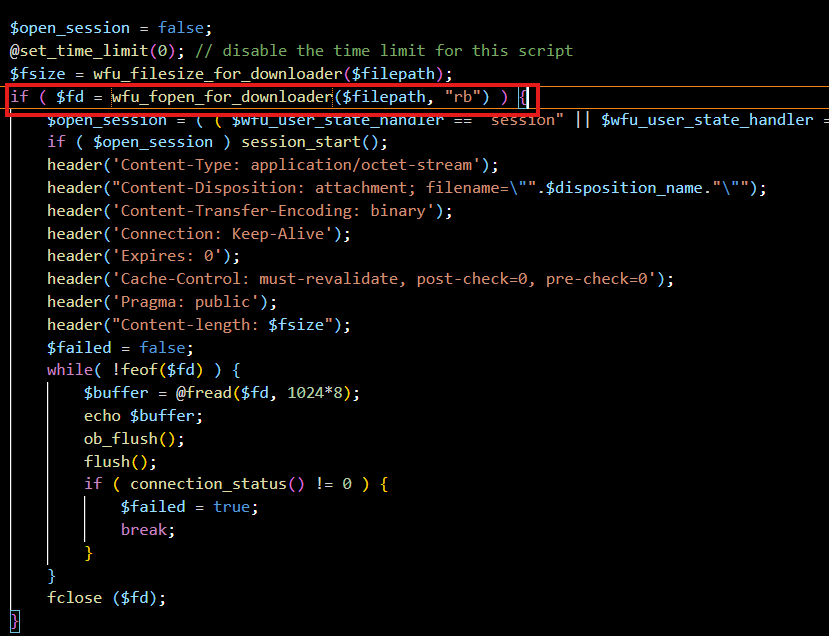 $open_session = false;
@set_time_limit(0); // disable the time limit for this script
$fsize = wfu_filesize_for_downloader($filepath);
if ( $fd = wfu_fopen_for_downloader($filepath, "rb") ) {
$open_session = ( ( $wfu_user_state_handler == "session" || $wfu_user_state_handler =
if ( $open_session ) session_start();
header('Content-Type: application/octet-stream');
header("Content-Disposition: attachment; filename=\"".$disposition_name."\"");
header('Content-Transfer-Encoding: binary');
header('Connection: Keep-Alive');
header('Expires: 0');
header('Cache-Control: must-revalidate, post-check=0, pre-check=0');
header('Pragma: public');
header("Content-length: $fsize");
$failed = false;
while( !feof($fd) ) {
$buffer = @fread($fd, 1024*8);
echo $buffer;
ob_flush();
flush();
if ( connection_status() != 0 ) {
$failed = true;
break;
}
}
fclose ($fd);
}